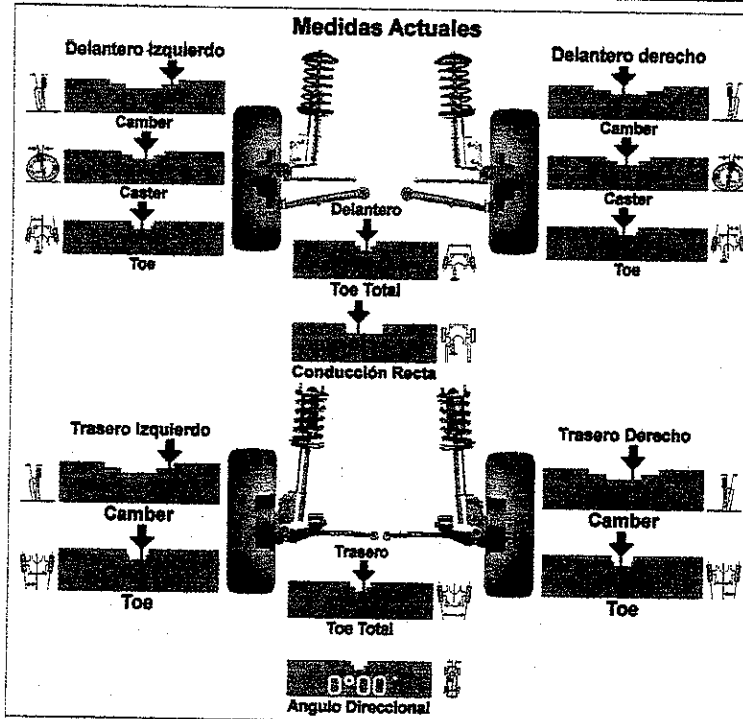 Medidas Actuales
Delantero Izquierdo
Camber
Caster
Toe
Delantero derecho
Camber
Caster
Toe
Delantero
Toe Total
Conducción Recta
Trasero Izquierdo
Camber
Toe
Trasero Derecho
Camber
Toe
Trasero
Toe Total
0°00'
Angulo Direccional